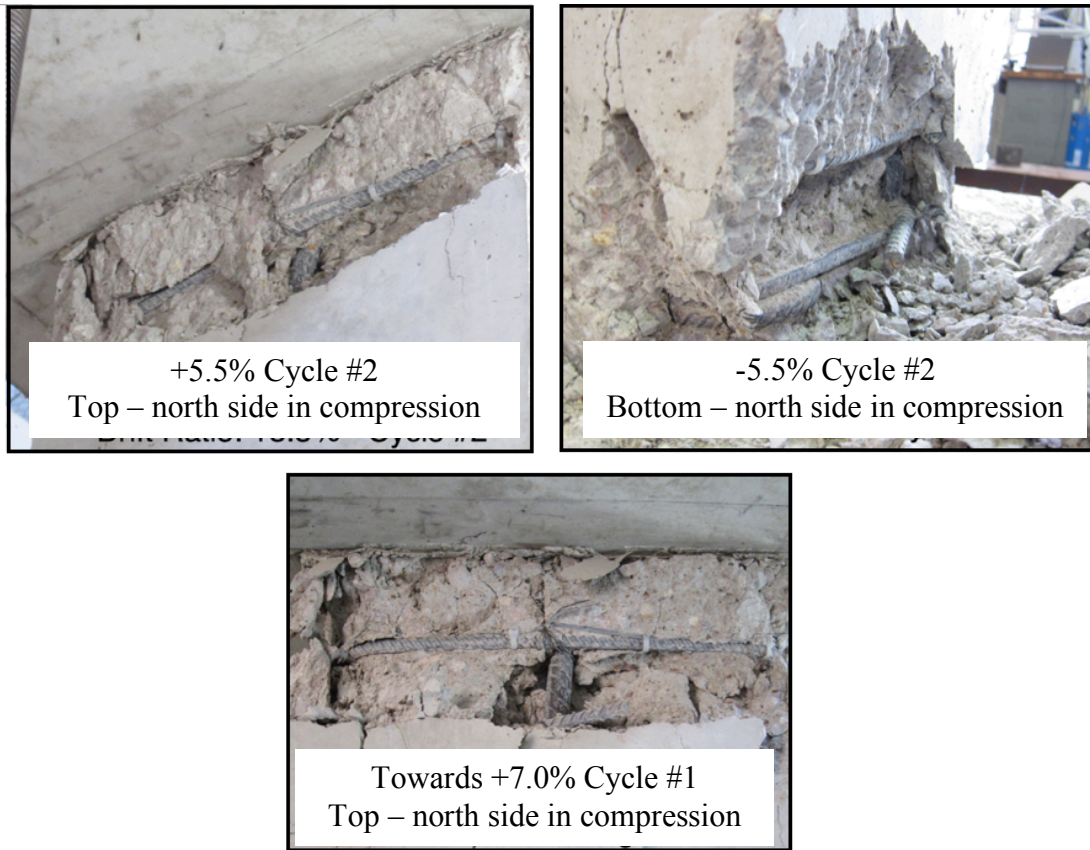 +5.5% Cycle #2
Top – north side in compression
-5.5% Cycle #2
Bottom – north side in compression
Towards +7.0% Cycle #1
Top – north side in compression